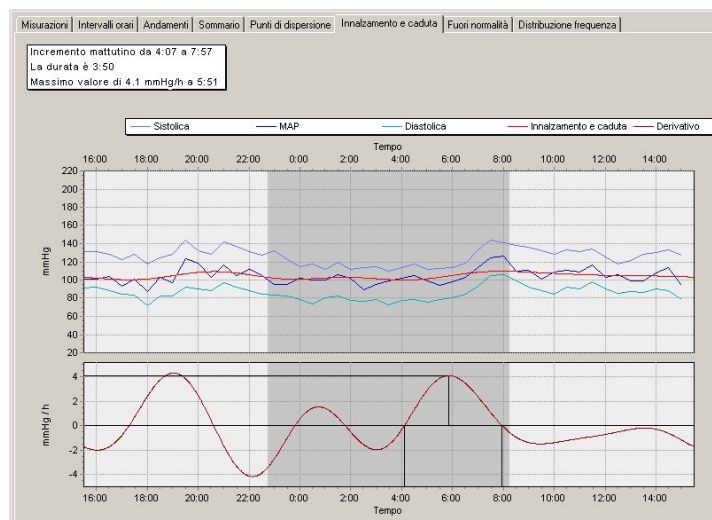 Misurazioni Intervalli orari Andamenti Sommario Punti di dispersione Innalzamento e caduta Fuori normalità Distribuzione frequenza
Incremento mattutino da 4:07 a 7:57
La durata è 3:50
Massimo valore di 4.1 mmHg/h a 5:51
Sistolica MAP Diastolica Innalzamento e caduta Derivativo
Tempo
16:00 18:00 20:00 22:00 0:00 2:00 4:00 6:00 8:00 10:00 12:00 14:00
220
200
180
160
140
120
100
80
60
40
20
mmHg
4
2
0
-2
-4
mmHg / h
16:00 18:00 20:00 22:00 0:00 2:00 4:00 6:00 8:00 10:00 12:00 14:00
Tempo